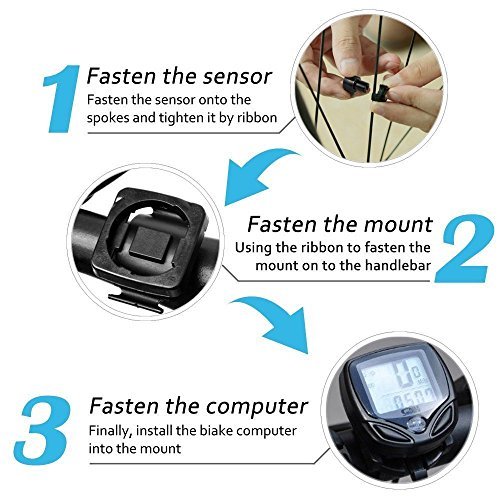 1
Fasten the sensor
Fasten the sensor onto the
spokes and tighten it by ribbon
2
Fasten the mount
Using the ribbon to fasten the
mount on to the handlebar
3
Fasten the computer
Finally, install the biake computer
into the mount